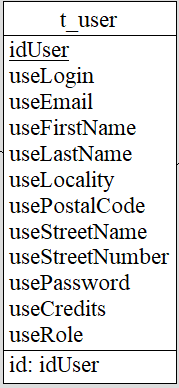 t_user
idUser
useLogin
useEmail
useFirstName
useLastName
useLocality
usePostalCode
useStreetName
useStreetNumber
usePassword
useCredits
useRole
id: idUser